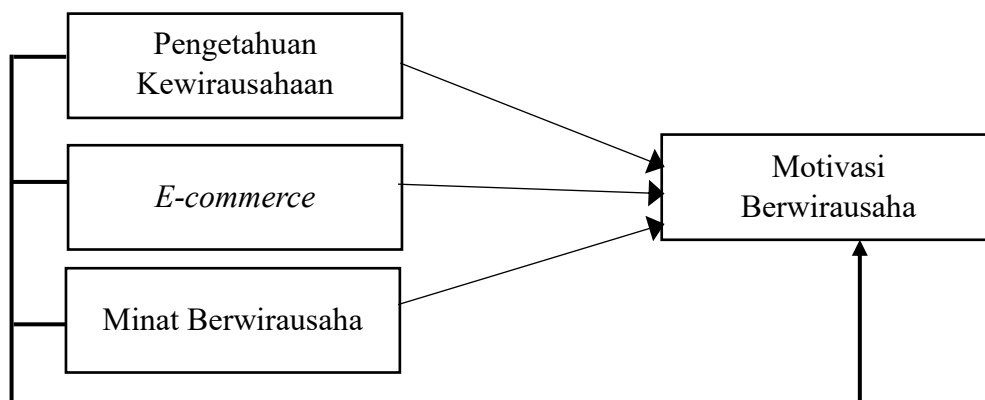 Pengetahuan
Kewirausahaan
E-commerce
Minat Berwirausaha
Motivasi
Berwirausaha